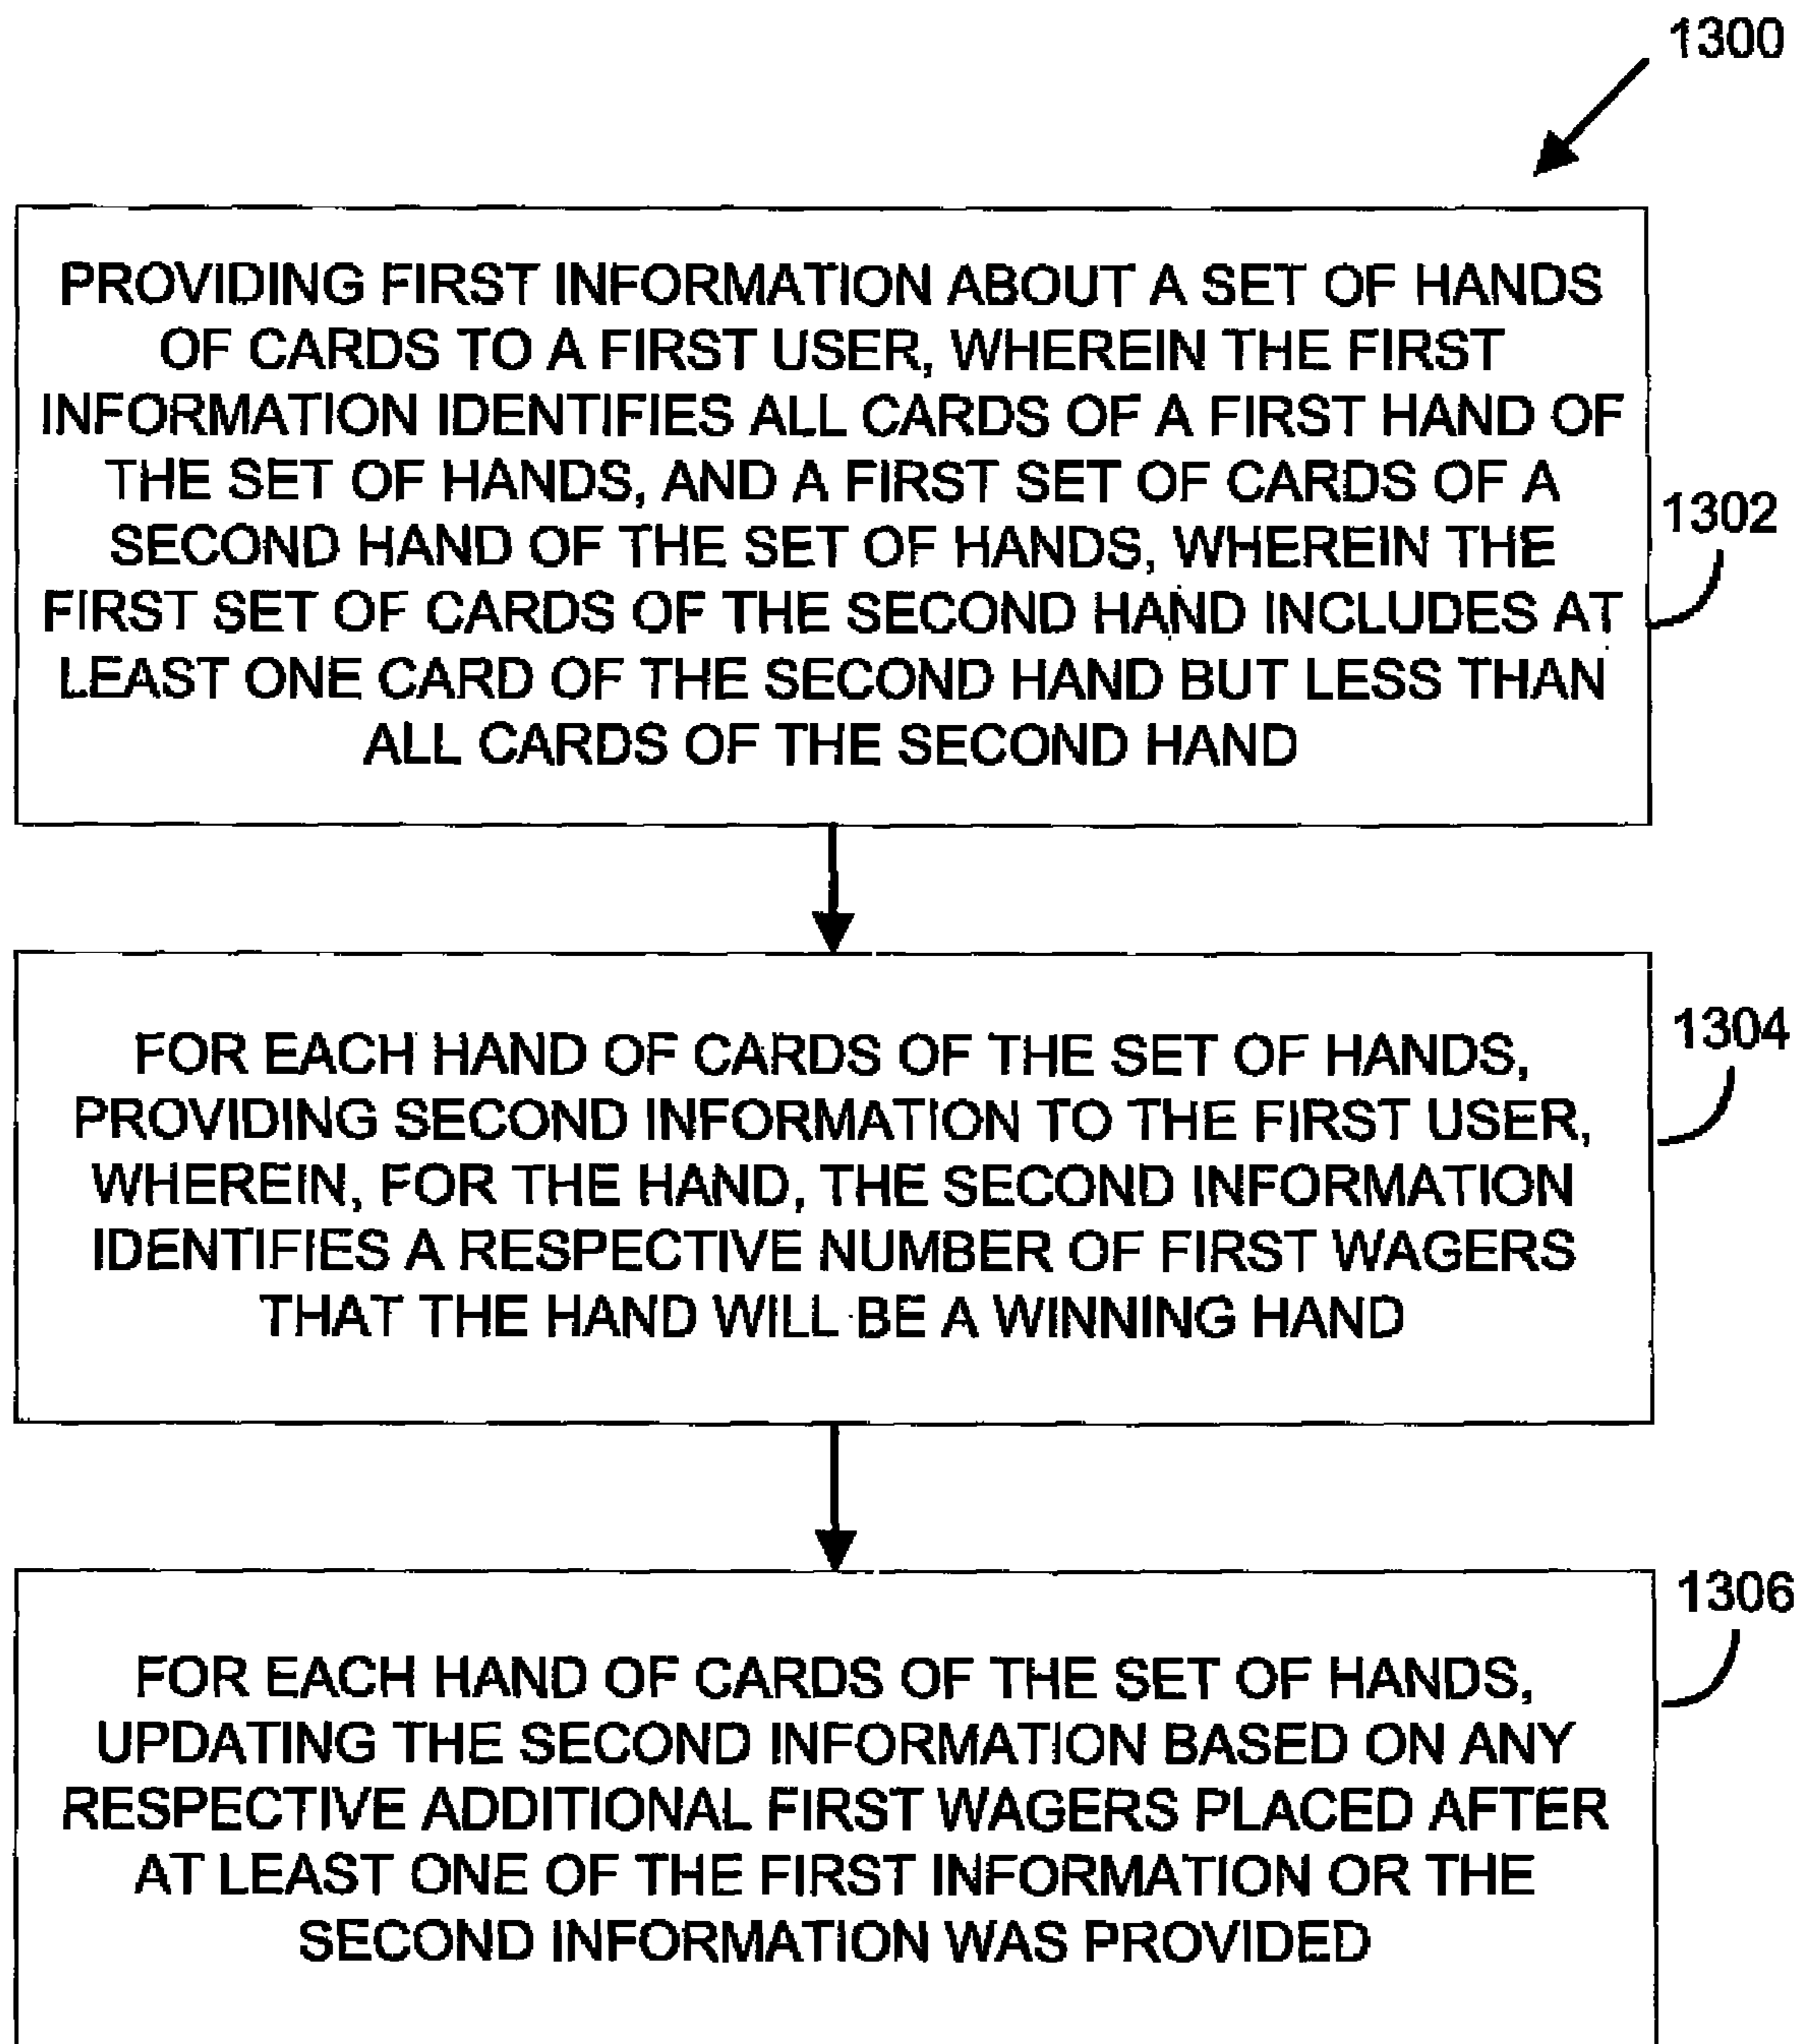 1300
PROVIDING FIRST INFORMATION ABOUT A SET OF HANDS
OF CARDS TO A FIRST USER, WHEREIN THE FIRST
INFORMATION IDENTIFIES ALL CARDS OF A FIRST HAND OF
THE SET OF HANDS, AND A FIRST SET OF CARDS OF A
SECOND HAND OF THE SET OF HANDS, WHEREIN THE
FIRST SET OF CARDS OF THE SECOND HAND INCLUDES AT
LEAST ONE CARD OF THE SECOND HAND BUT LESS THAN
ALL CARDS OF THE SECOND HAND
1302
FOR EACH HAND OF CARDS OF THE SET OF HANDS,
PROVIDING SECOND INFORMATION TO THE FIRST USER,
WHEREIN, FOR THE HAND, THE SECOND INFORMATION
IDENTIFIES A RESPECTIVE NUMBER OF FIRST WAGERS
THAT THE HAND WILL BE A WINNING HAND
1304
FOR EACH HAND OF CARDS OF THE SET OF HANDS,
UPDATING THE SECOND INFORMATION BASED ON ANY
RESPECTIVE ADDITIONAL FIRST WAGERS PLACED AFTER
AT LEAST ONE OF THE FIRST INFORMATION OR THE
SECOND INFORMATION WAS PROVIDED
1306